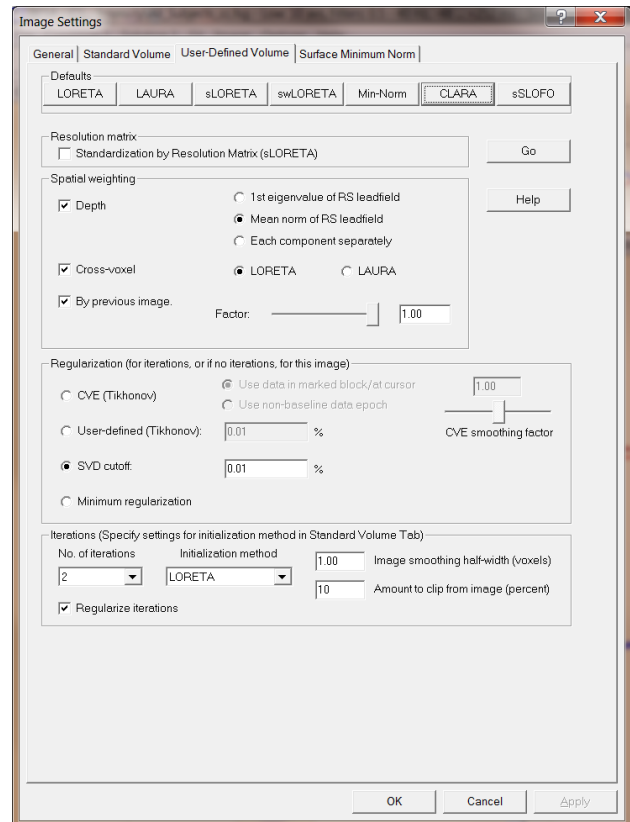 Image Settings
General Standard Volume User-Defined Volume Surface Minimum Norm
Defaults
LORETA LAURA sLORETA swLORETA Min-Norm CLARA sSLOFO
Resolution matrix
Standardization by Resolution Matrix (sLORETA)
Go
Spatial weighting
Depth
1st eigenvalue of RS leadfield
Help
Mean norm of RS leadfield
Each component separately
Cross-voxel LORETA LAURA
By previous image. Factor: 1.00
Regularization (for iterations, or if no iterations, for this image)
CVE (Tikhonov) Use data in marked block/at cursor 1.00
Use non-baseline data epoch
User-defined (Tikhonov): 0.01 % CVE smoothing factor
SVD cutoff: 0.01 %
Minimum regularization
Iterations (Specify settings for initialization method in Standard Volume Tab)
No. of iterations Initialization method 1.00 Image smoothing half-width (voxels)
2 LORETA
10 Amount to clip from image (percent)
Regularize iterations
OK Cancel Apply